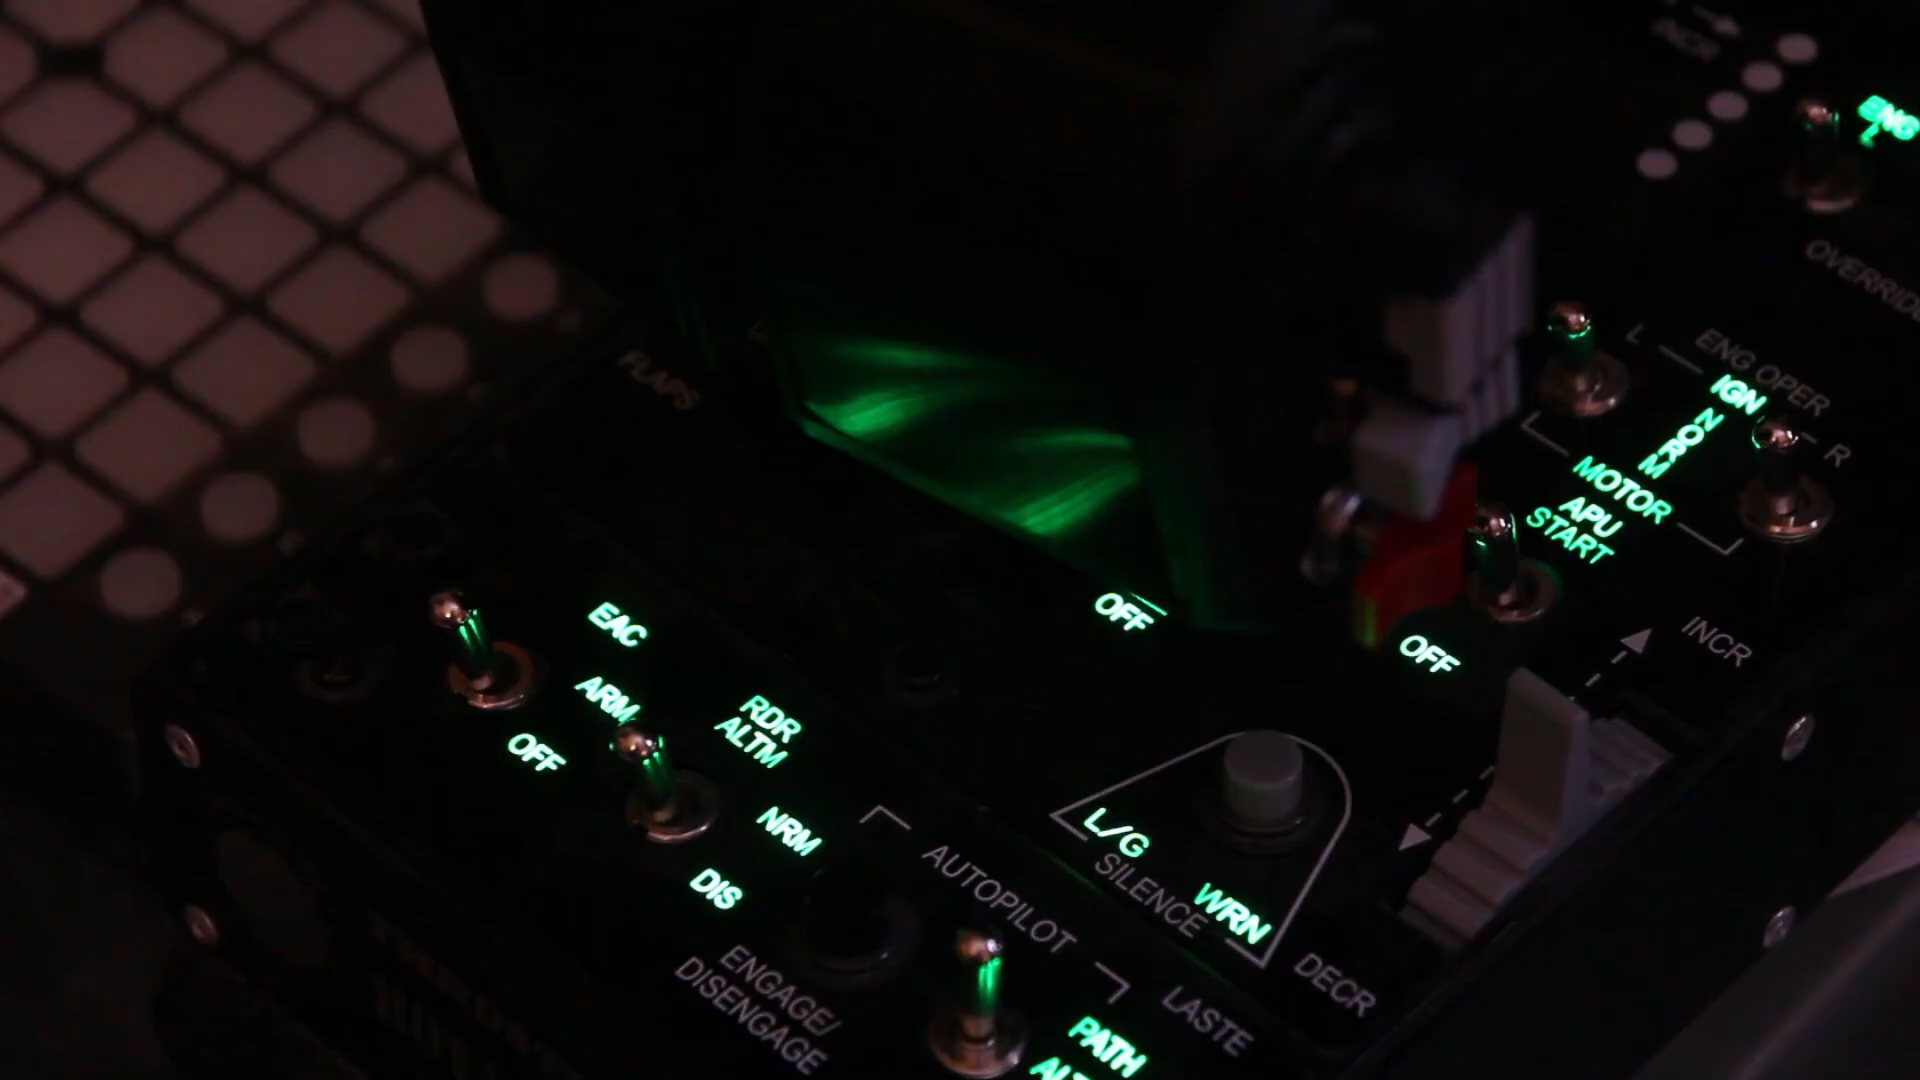 INCR
ENG
L
OVERRIDE
L
ENG OPER
R
IGN
NORM
MOTOR
APU
START
FLAPS
OFF
OFF
INCR
EAC
ARM
OFF
RDR
ALTM
NRM
DIS
L/G
SILENCE
WRN
AUTOPILOT
DECR
ENGAGE/
DISENGAGE
LASTE
PATH